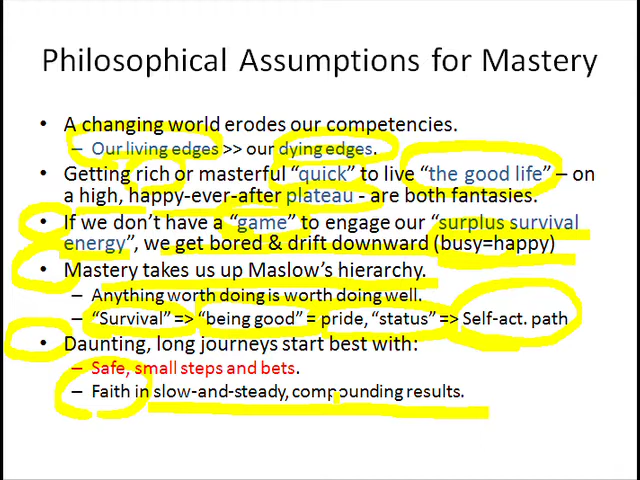 Philosophical Assumptions for Mastery
• A changing world erodes our competencies.
– Our living edges >> our dying edges.
• Getting rich or masterful “quick” to live “the good life” – on
a high, happy-ever-after plateau - are both fantasies.
• If we don’t have a “game” to engage our “surplus survival
energy”, we get bored & drift downward (busy=happy)
• Mastery takes us up Maslow’s hierarchy.
– Anything worth doing is worth doing well.
– “Survival” => “being good” = pride, “status” => Self-act. path
• Daunting, long journeys start best with:
– Safe, small steps and bets.
– Faith in slow-and-steady, compounding results.